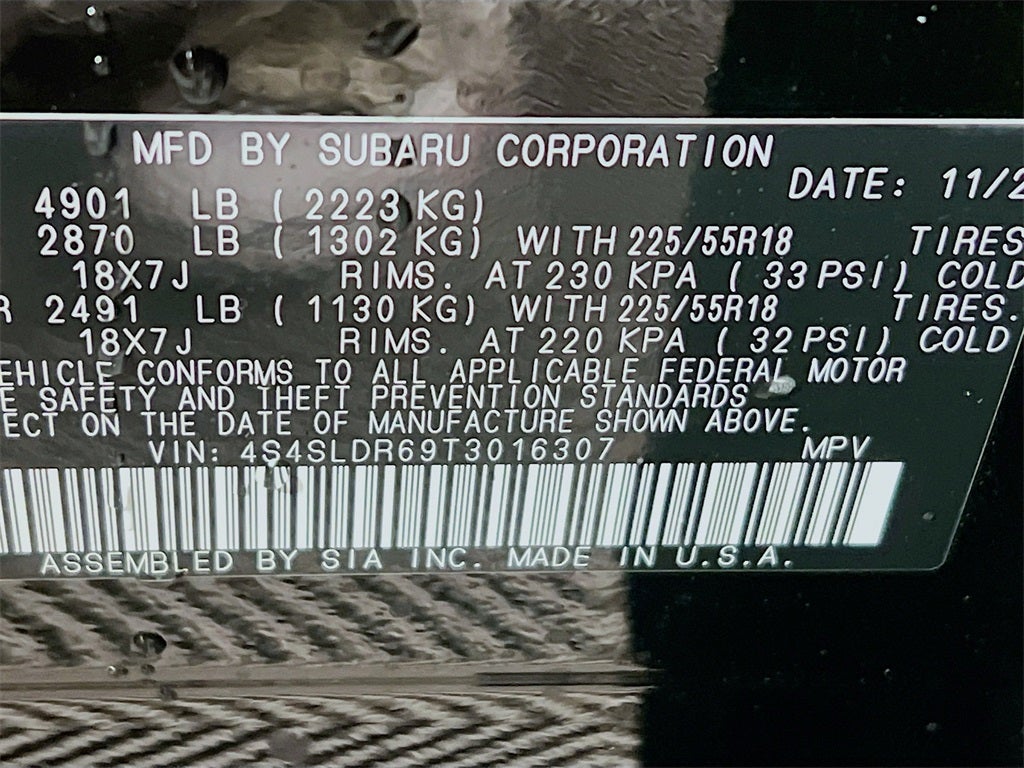 MFD BY SUBARU CORPORATION
DATE: 11/2
4901 LB ( 2223 KG)
2870 LB ( 1302 KG) WITH 225/55R18 TIRES
18X7J RIMS. AT 230 KPA ( 33 PSI) COLD
R 2491 LB ( 1130 KG) WITH 225/55R18 TIRES.
18X7J RIMS. AT 220 KPA ( 32 PSI) COLD
EHICLE CONFORMS TO ALL APPLICABLE FEDERAL MOTOR
E SAFETY AND THEFT PREVENTION STANDARDS
ECT ON THE DATE OF MANUFACTURE SHOWN ABOVE.
VIN: 4S4SLDR69T3016307 MPV
ASSEMBLED BY SIA INC. MADE IN U.S.A.